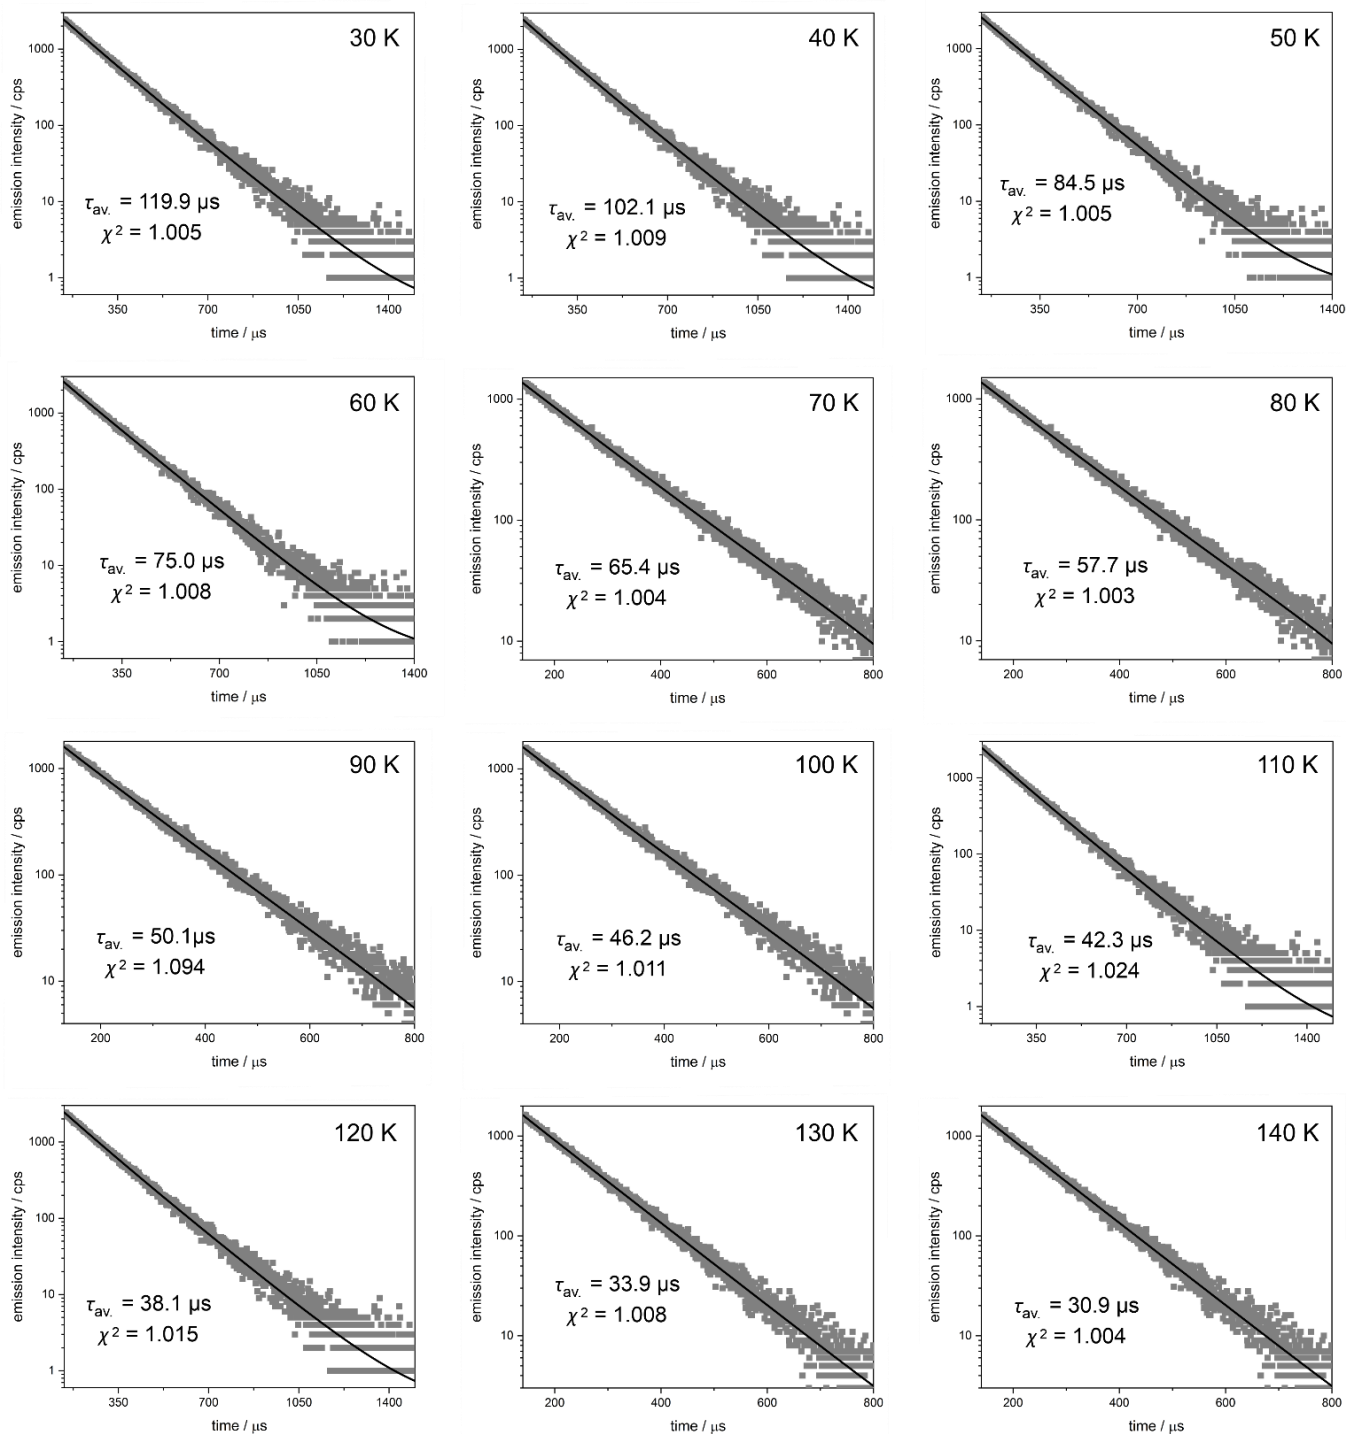 30 K
emission intensity / cps
1000
100
10
1
τav. = 119.9 µs
χ² = 1.005
350 700 1050 1400
time / µs
40 K
emission intensity / cps
1000
100
10
1
τav. = 102.1 µs
χ² = 1.009
350 700 1050 1400
time / µs
50 K
emission intensity / cps
1000
100
10
1
τav. = 84.5 µs
χ² = 1.005
350 700 1050 1400
time / µs
60 K
emission intensity / cps
1000
100
10
1
τav. = 75.0 µs
χ² = 1.008
350 700 1050 1400
time / µs
70 K
emission intensity / cps
1000
100
10
τav. = 65.4 µs
χ² = 1.004
200 400 600 800
time / µs
80 K
emission intensity / cps
1000
100
10
τav. = 57.7 µs
χ² = 1.003
200 400 600 800
time / µs
90 K
emission intensity / cps
1000
100
10
τav. = 50.1µs
χ² = 1.094
200 400 600 800
time / µs
100 K
emission intensity / cps
1000
100
10
τav. = 46.2 µs
χ² = 1.011
200 400 600 800
time / µs
110 K
emission intensity / cps
1000
100
10
1
τav. = 42.3 µs
χ² = 1.024
350 700 1050 1400
time / µs
120 K
emission intensity / cps
1000
100
10
1
τav. = 38.1 µs
χ² = 1.015
350 700 1050 1400
time / µs
130 K
emission intensity / cps
1000
100
10
τav. = 33.9 µs
χ² = 1.008
200 400 600 800
time / µs
140 K
emission intensity / cps
1000
100
10
τav. = 30.9 µs
χ² = 1.004
200 400 600 800
time / µs